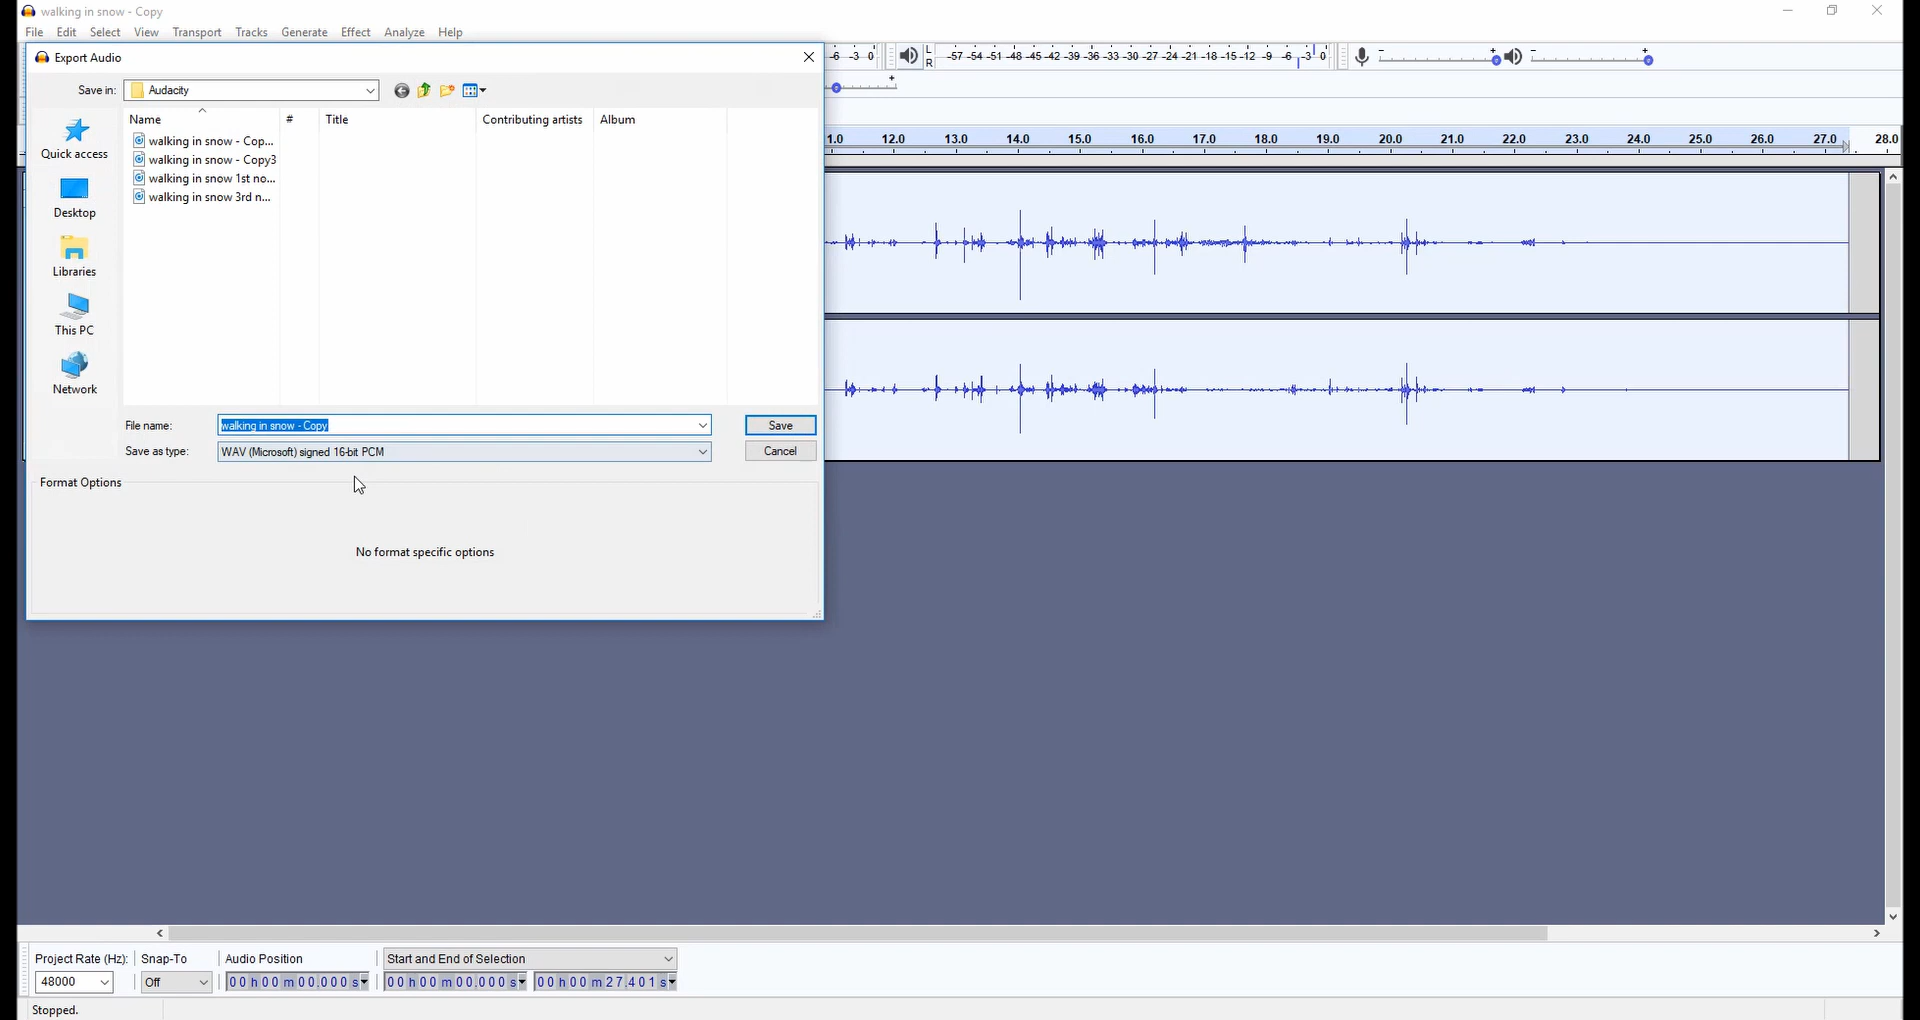 walking in snow - Copy
File Edit Select View Transport Tracks Generate Effect Analyze Help
Export Audio
-6 -3 0 L R -57 -54 -51 -48 -45 -42 -39 -36 -33 -30 -27 -24 -21 -18 -15 -12 -9 -6 -3 0 - + - +
Save in: Audacity
+
Quick access
Desktop
Libraries
This PC
Network
Name # Title Contributing artists Album
walking in snow - Cop...
walking in snow - Copy3
walking in snow 1st no...
walking in snow 3rd n...
1.0 12.0 13.0 14.0 15.0 16.0 17.0 18.0 19.0 20.0 21.0 22.0 23.0 24.0 25.0 26.0 27.0 28.0
File name: walking in snow - Copy Save
Save as type: WAV (Microsoft) signed 16-bit PCM Cancel
Format Options
No format specific options
Project Rate (Hz): Snap-To Audio Position Start and End of Selection
48000 Off 00 h 00 m 00.000 s 00 h 00 m 00.000 s 00 h 00 m 27.401 s
Stopped.